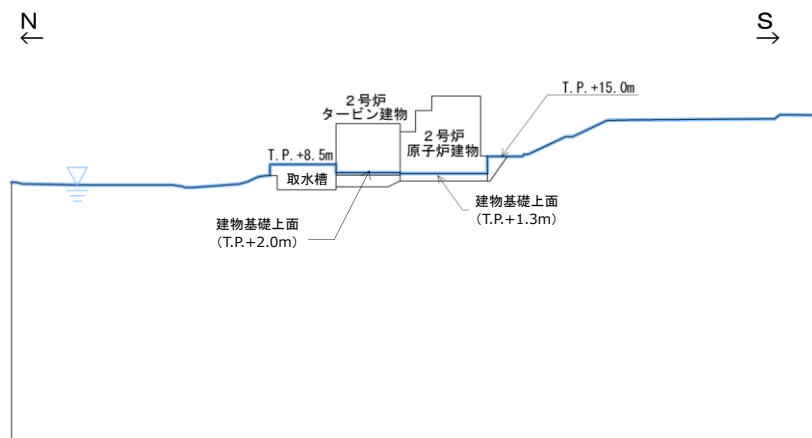 N
S
T.P.+15.0m
２号炉
タービン建物
２号炉
原子炉建物
T.P.+8.5m
取水槽
建物基礎上面
（T.P.+2.0m）
建物基礎上面
（T.P.+1.3m）